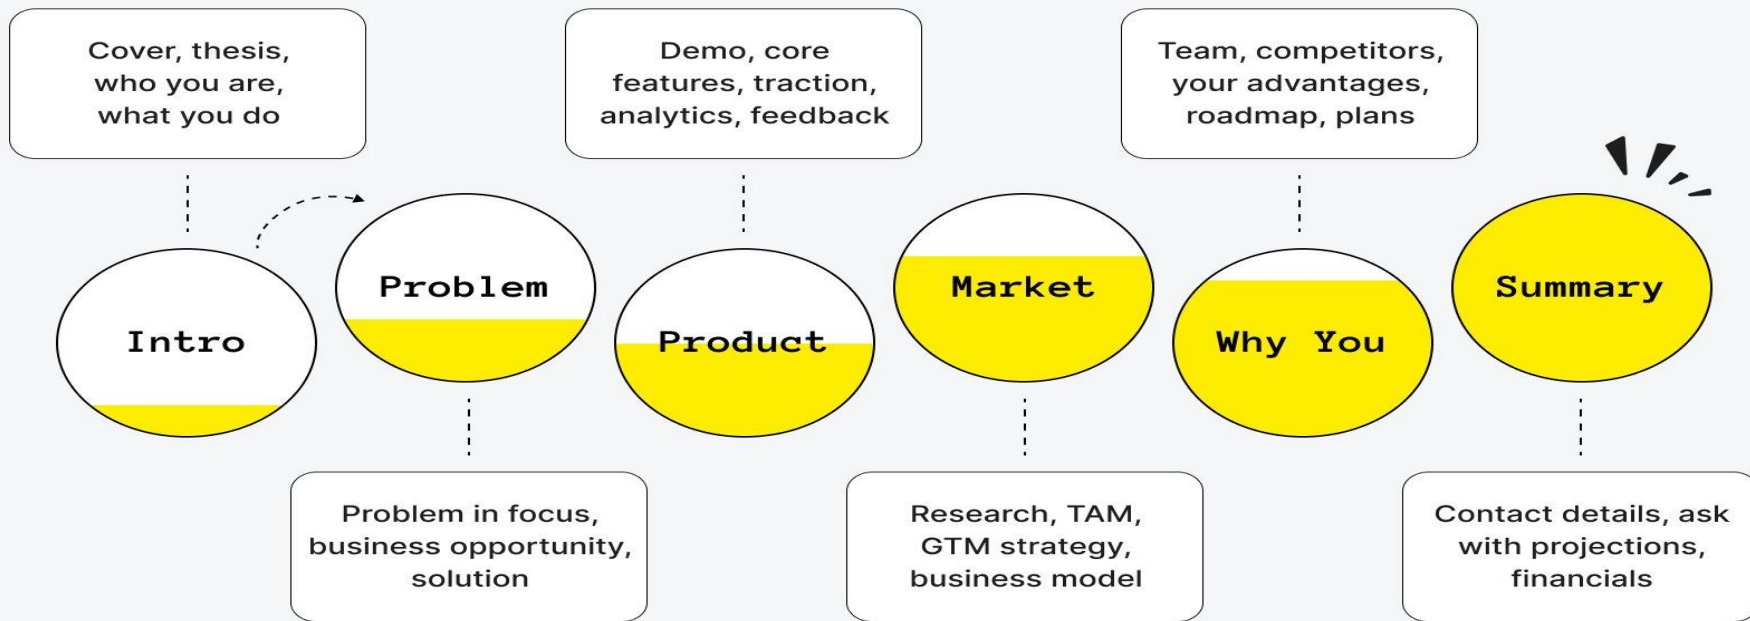 Cover, thesis,
who you are,
what you do
Intro
Problem
Problem in focus,
business opportunity,
solution
Demo, core
features, traction,
analytics, feedback
Product
Market
Research, TAM,
GTM strategy,
business model
Team, competitors,
your advantages,
roadmap, plans
Why You
Summary
Contact details, ask
with projections,
financials